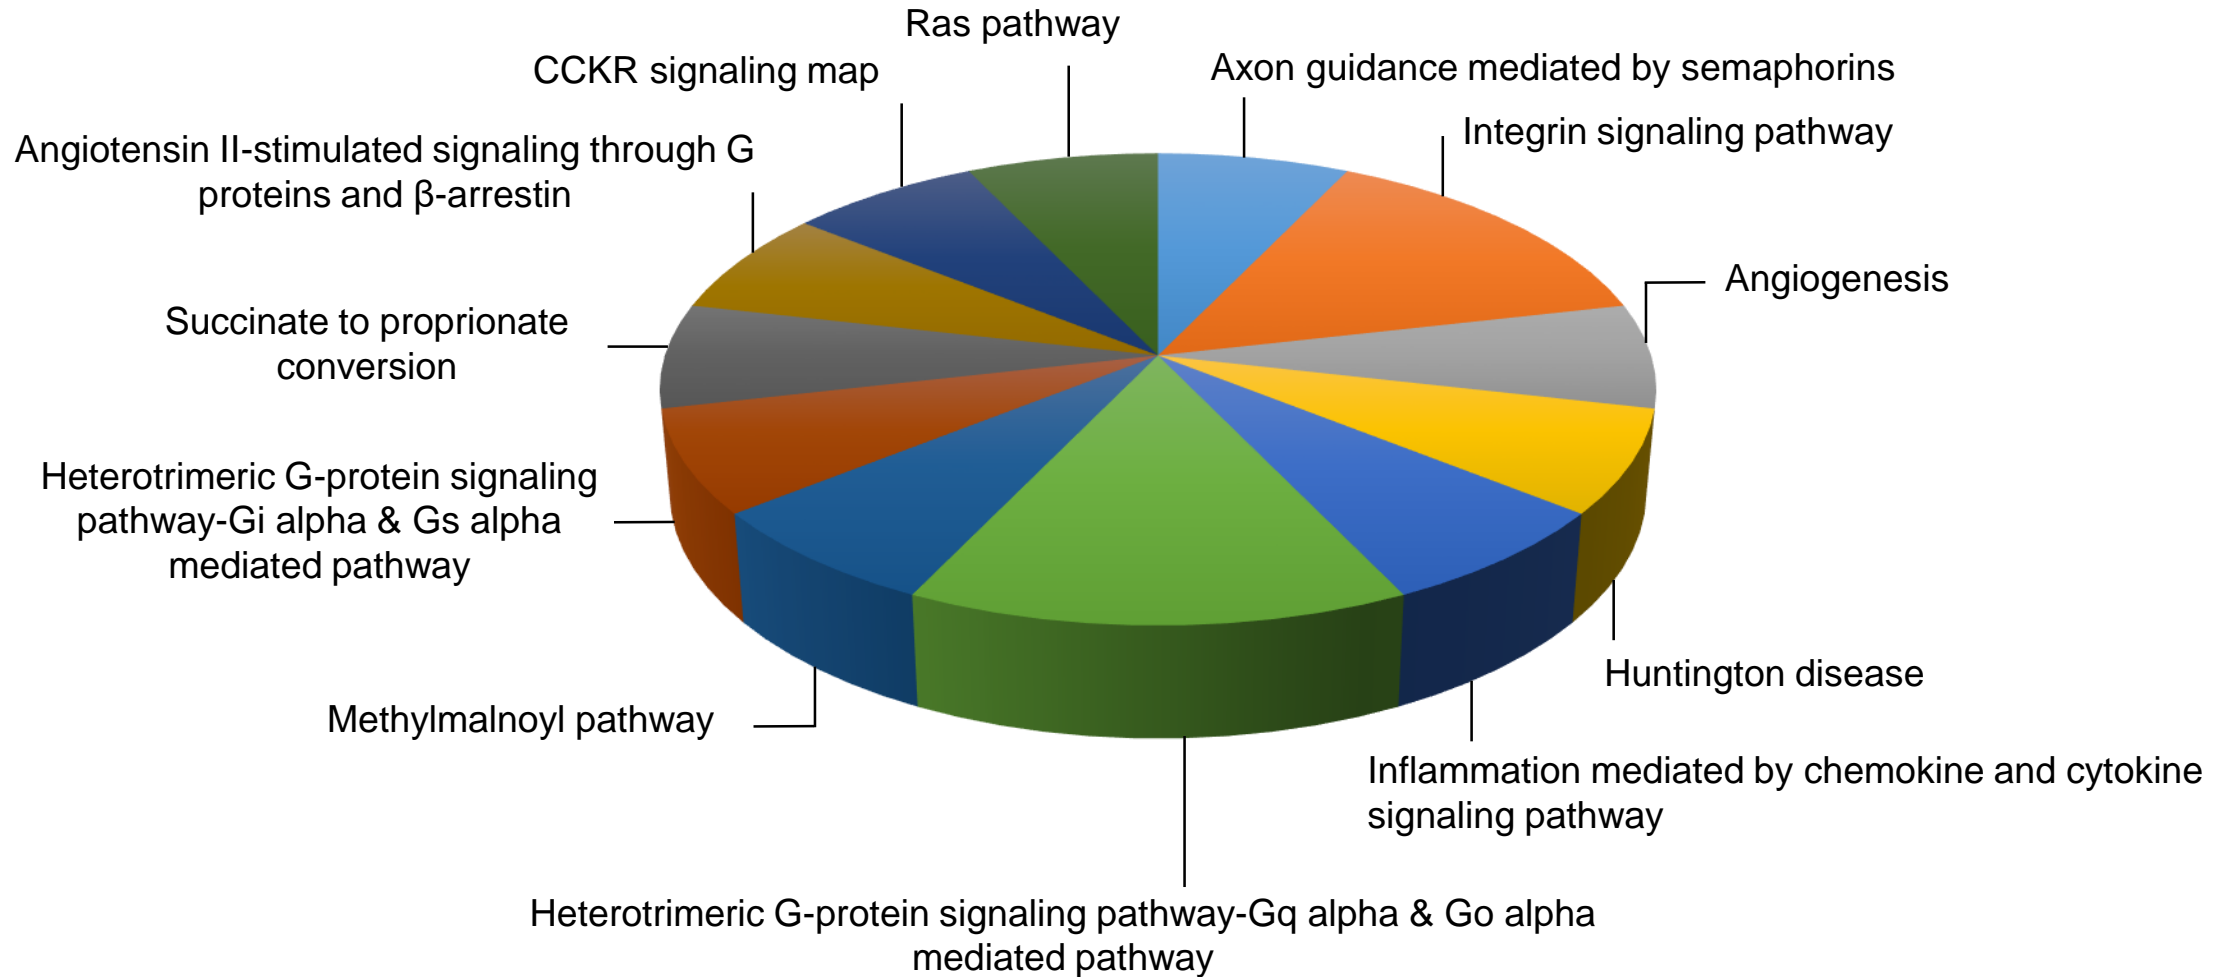 Ras pathway
CCKR signaling map
Axon guidance mediated by semaphorins
Integrin signaling pathway
Angiotensin II-stimulated signaling through G
proteins and β-arrestin
Angiogenesis
Succinate to proprionate
conversion
Heterotrimeric G-protein signaling
pathway-Gi alpha & Gs alpha
mediated pathway
Huntington disease
Methylmalnoyl pathway
Inflammation mediated by chemokine and cytokine
signaling pathway
Heterotrimeric G-protein signaling pathway-Gq alpha & Go alpha
mediated pathway